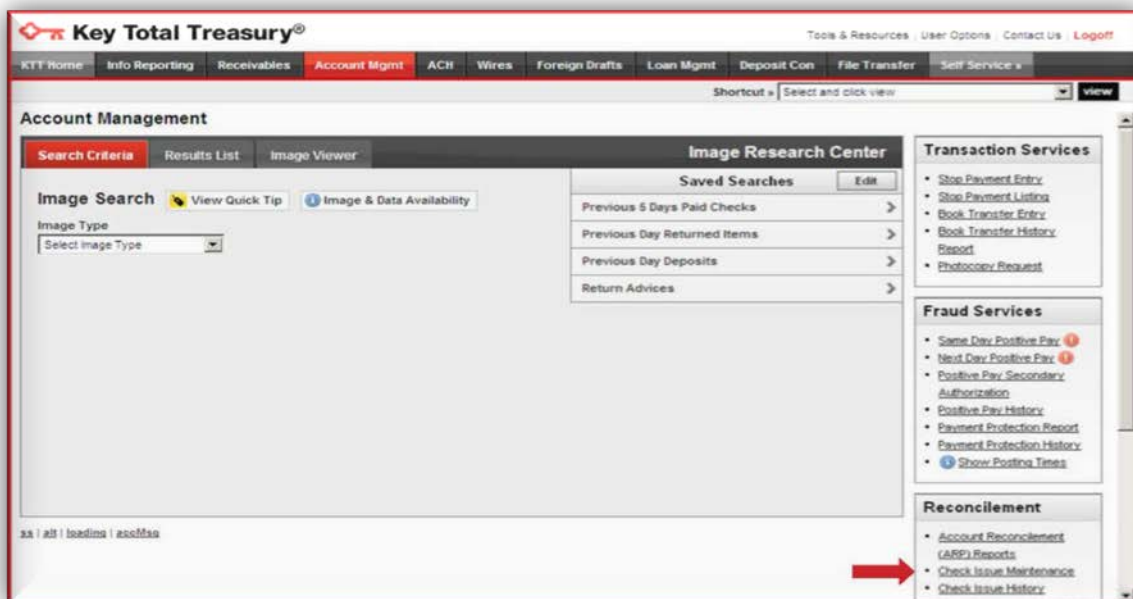 Key Total Treasury®
Tools & Resources | User Options | Contact Us | Logoff
KTT Home Info Reporting Receivables Account Mgmt ACH Wires Foreign Drafts Loan Mgmt Deposit Con File Transfer Self Service »
Shortcut » Select and click view view
Account Management
Search Criteria Results List Image Viewer Image Research Center
Image Search View Quick Tip Image & Data Availability
Image Type
Select Image Type
Saved Searches Edit
Previous 5 Days Paid Checks
Previous Day Returned Items
Previous Day Deposits
Return Advices
ss | alt | loading | accMsg
Transaction Services
• Stop Payment Entry
• Stop Payment Listing
• Book Transfer Entry
• Book Transfer History
Report
• Photocopy Request
Fraud Services
• Same Day Positive Pay
• Next Day Positive Pay
• Positive Pay Secondary
Authorization
• Positive Pay History
• Payment Protection Report
• Payment Protection History
• Show Posting Times
Reconcilement
• Account Reconcilement
(ARP) Reports
• Check Issue Maintenance
• Check Issue History